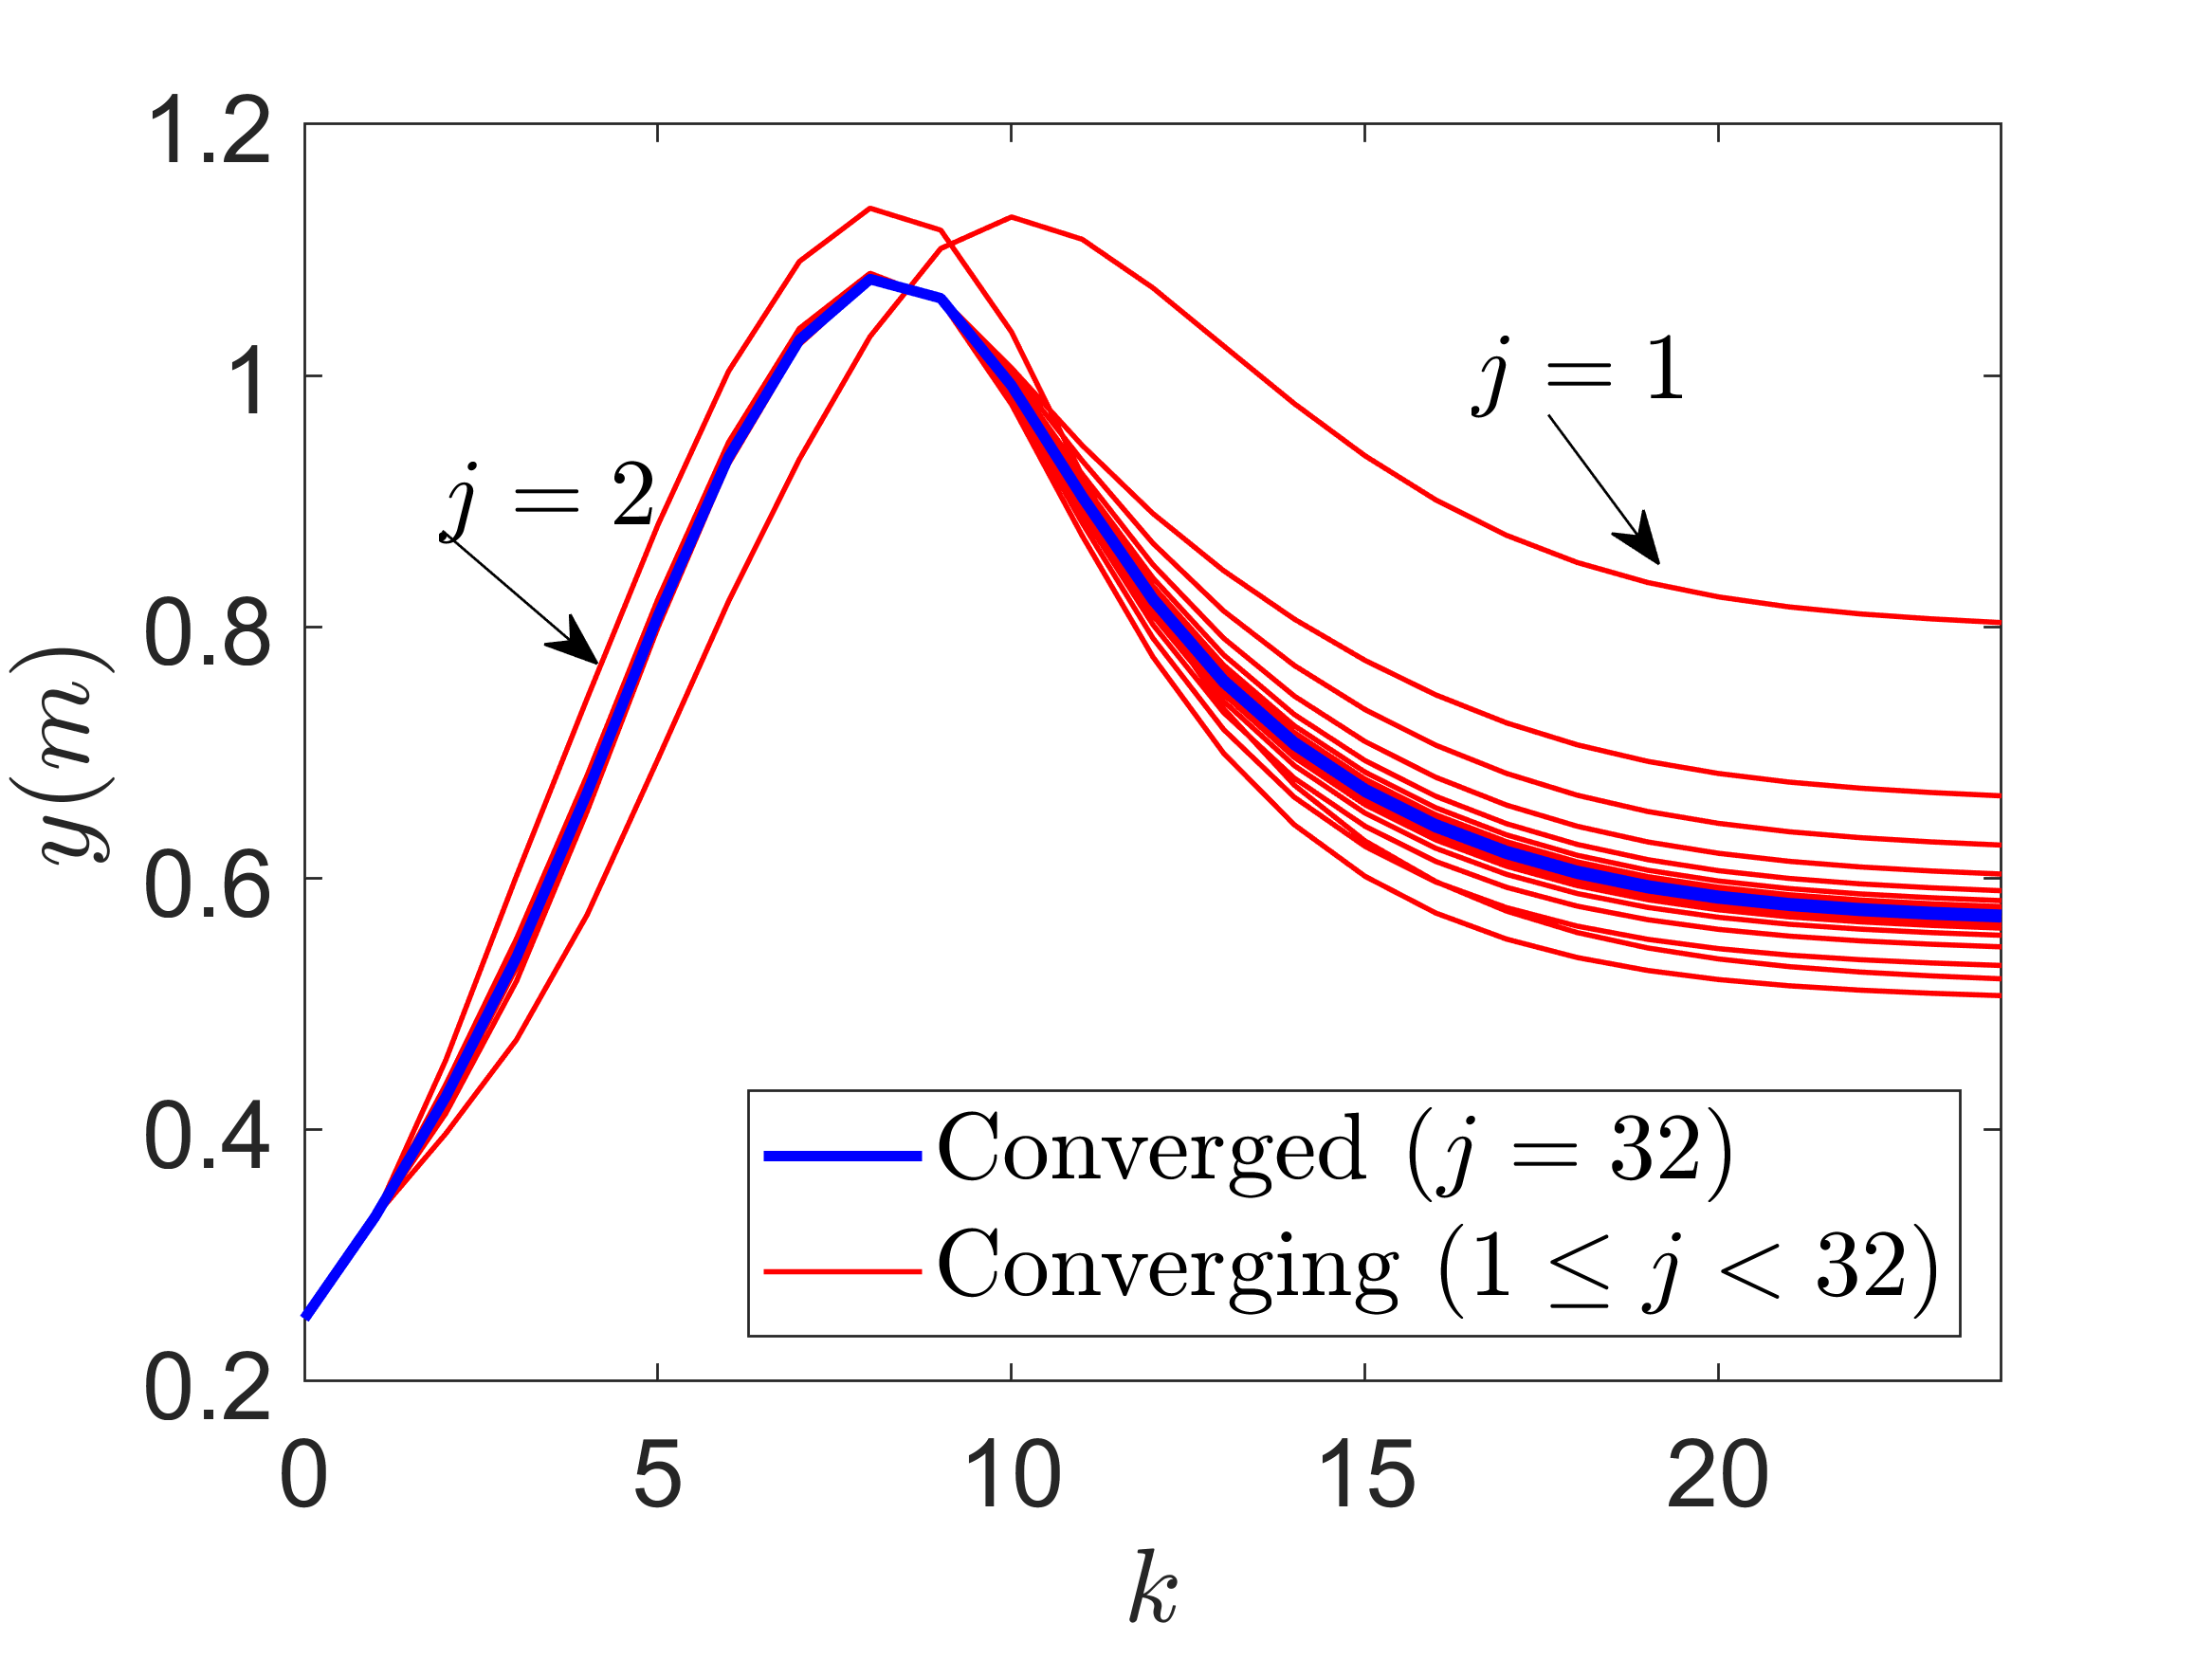 1.2
1
0.8
0.6
0.4
0.2
y(m)
j = 1
j = 2
Converged (j = 32)
Converging (1 ≤ j < 32)
0 5 10 15 20
k